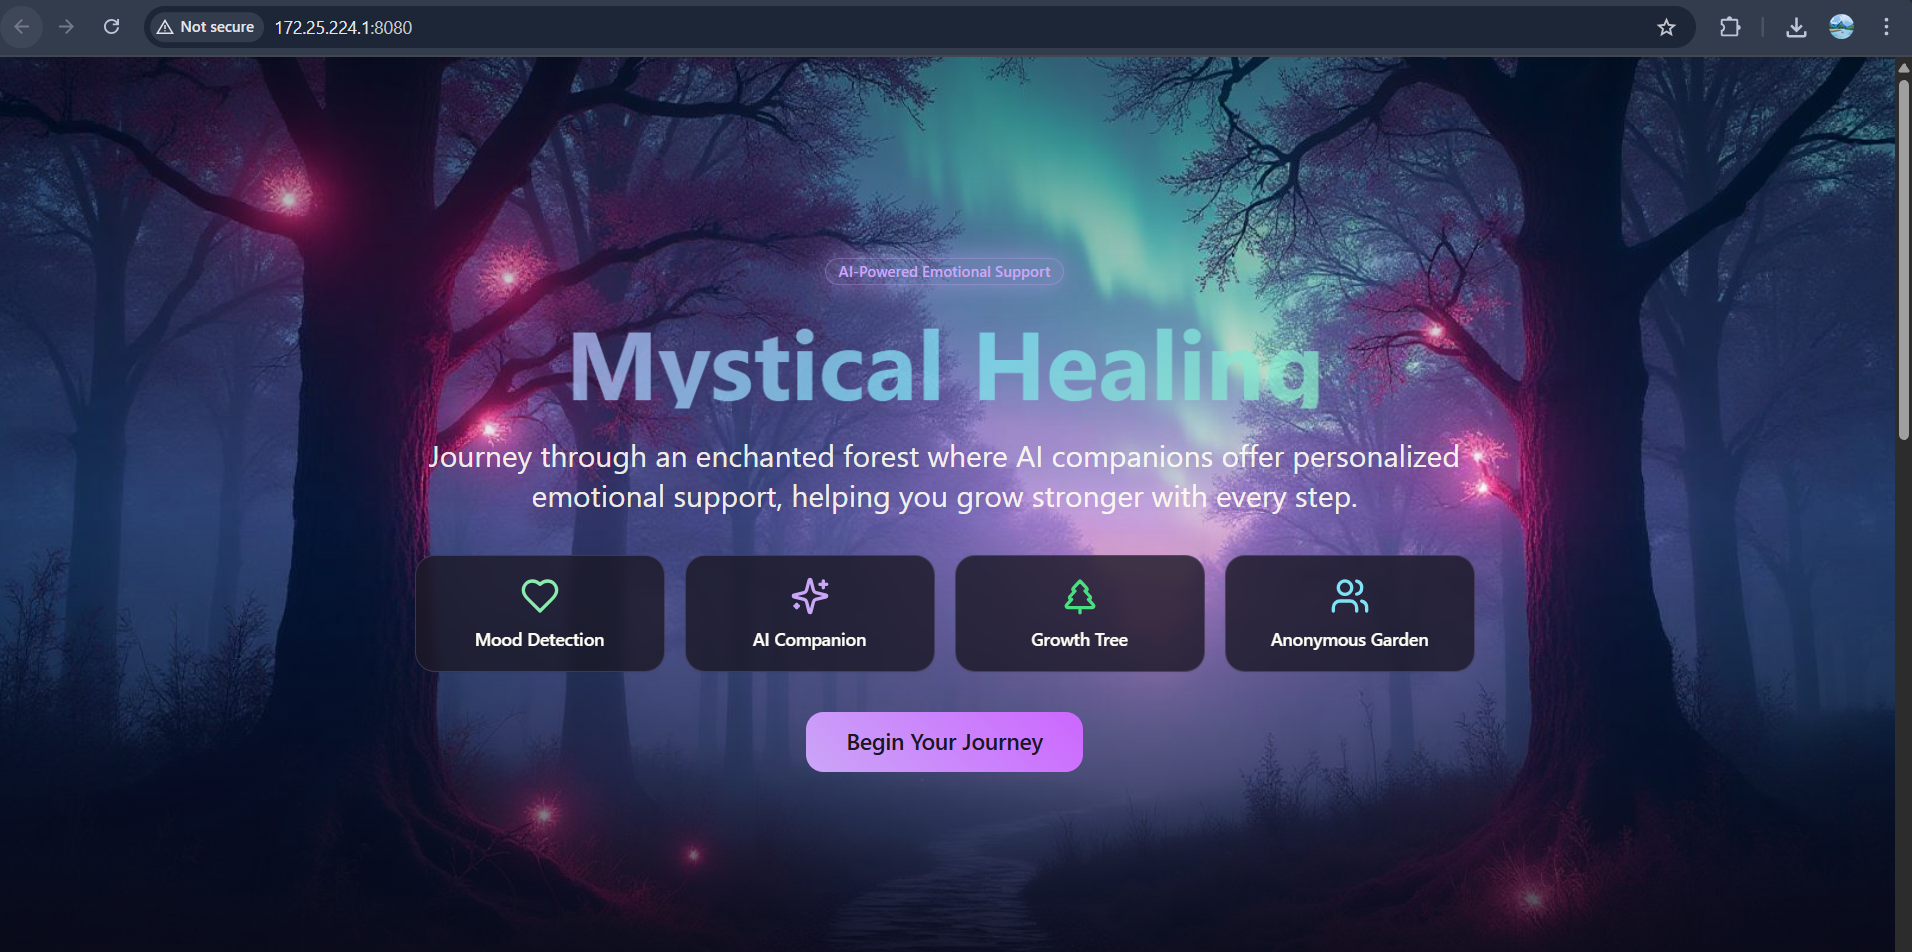 Not secure
172.25.224.1:8080
AI-Powered Emotional Support
Mystical Healing
Journey through an enchanted forest where AI companions offer personalized
emotional support, helping you grow stronger with every step.
Mood Detection
AI Companion
Growth Tree
Anonymous Garden
Begin Your Journey